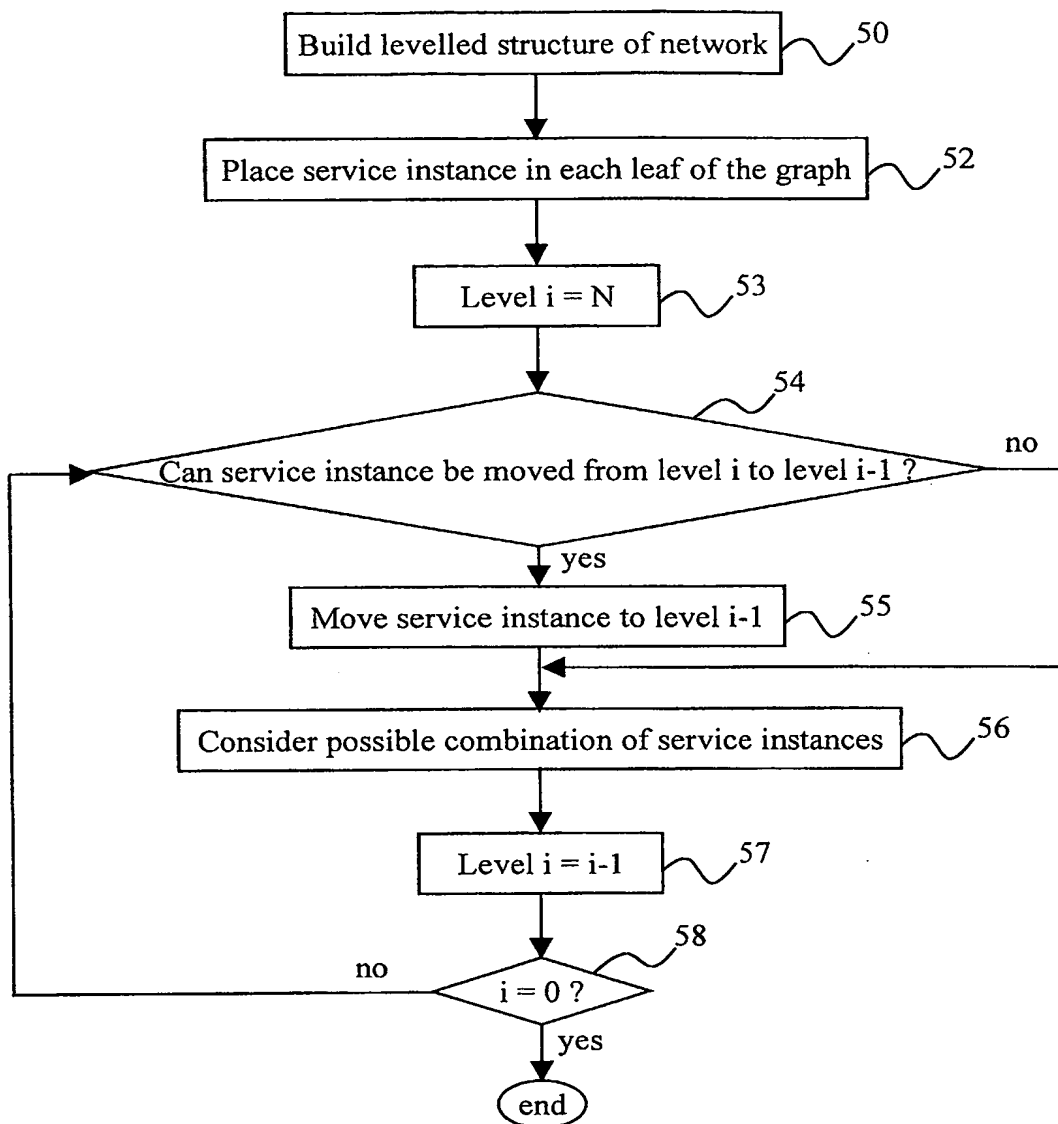 Build levelled structure of network
50
Place service instance in each leaf of the graph
52
Level i = N
53
54
Can service instance be moved from level i to level i-1 ?
no
yes
Move service instance to level i-1
55
Consider possible combination of service instances
56
Level i = i-1
57
58
no
i = 0 ?
yes
end